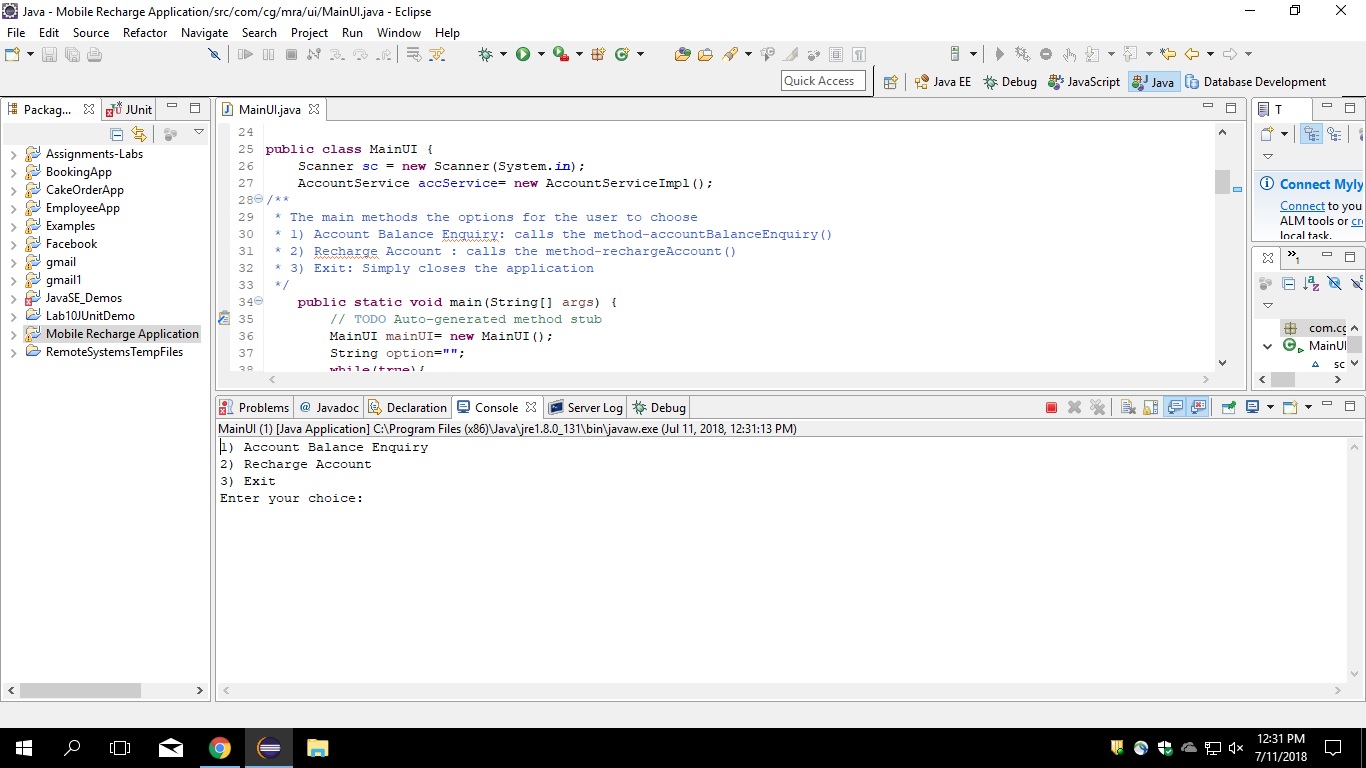 Java - Mobile Recharge Application/src/com/cg/mra/ui/MainUI.java - Eclipse
File Edit Source Refactor Navigate Search Project Run Window Help
Quick Access
Java EE Debug JavaScript Java Database Development
Packag... JUnit
Assignments-Labs
BookingApp
CakeOrderApp
EmployeeApp
Examples
Facebook
gmail
gmail1
JavaSE_Demos
Lab10JUnitDemo
Mobile Recharge Application
RemoteSystemsTempFiles
MainUI.java
24
25 public class MainUI {
26 Scanner sc = new Scanner(System.in);
27 AccountService accService= new AccountServiceImpl();
28 /**
29 * The main methods the options for the user to choose
30 * 1) Account Balance Enquiry: calls the method-accountBalanceEnquiry()
31 * 2) Recharge Account : calls the method-rechargeAccount()
32 * 3) Exit: Simply closes the application
33 */
34 public static void main(String[] args) {
35 // TODO Auto-generated method stub
36 MainUI mainUI= new MainUI();
37 String option="";
38 while(true){
T
Connect Myly
Connect to you
ALM tools or cr
local task.
»1
com.cg
MainUI
sc
Problems @ Javadoc Declaration Console Server Log Debug
MainUI (1) [Java Application] C:\Program Files (x86)\Java\jre1.8.0_131\bin\javaw.exe (Jul 11, 2018, 12:31:13 PM)
1) Account Balance Enquiry
2) Recharge Account
3) Exit
Enter your choice:
12:31 PM
7/11/2018